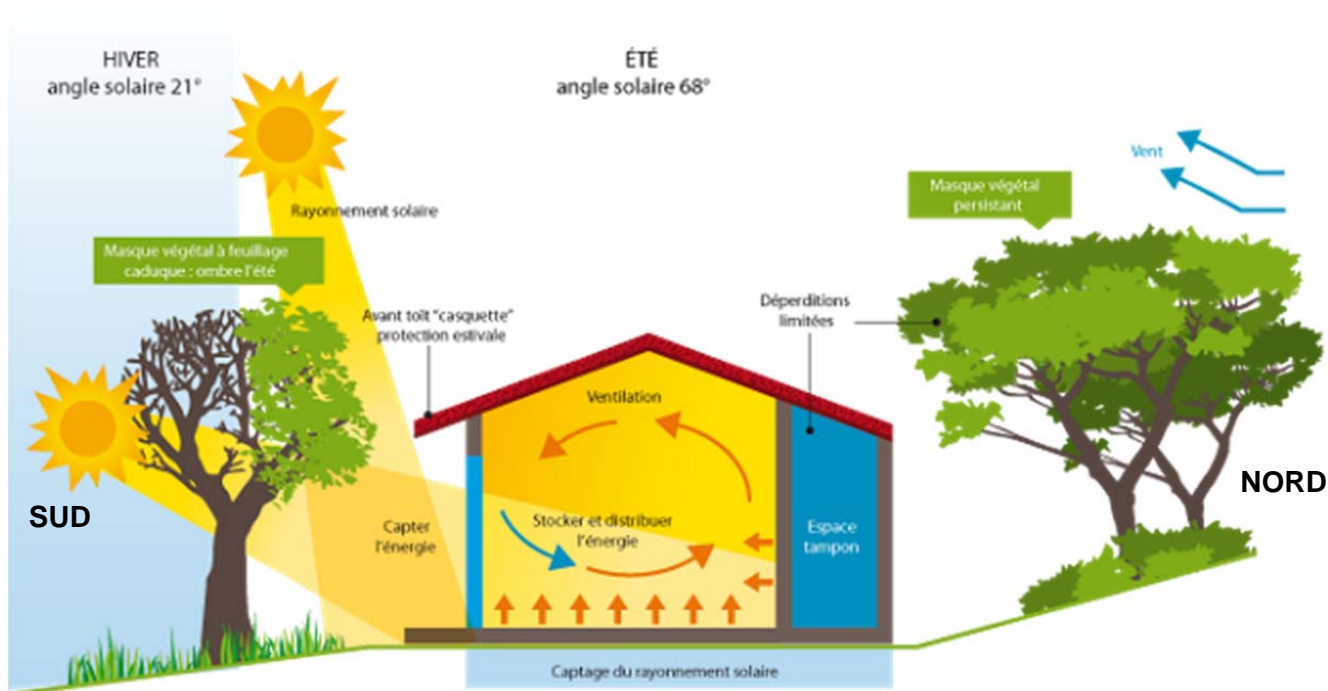 HIVER
angle solaire 21°
ÉTÉ
angle solaire 68°
Vent
Masque végétal
persistant
Rayonnement solaire
Masque végétal à feuillage
caduque : ombre l'été
Avant toît "casquette"
protection estivale
Déperditions
limitées
Ventilation
SUD
NORD
Capter
l'énergie
Stocker et distribuer
l'énergie
Espace
tampon
Captage du rayonnement solaire